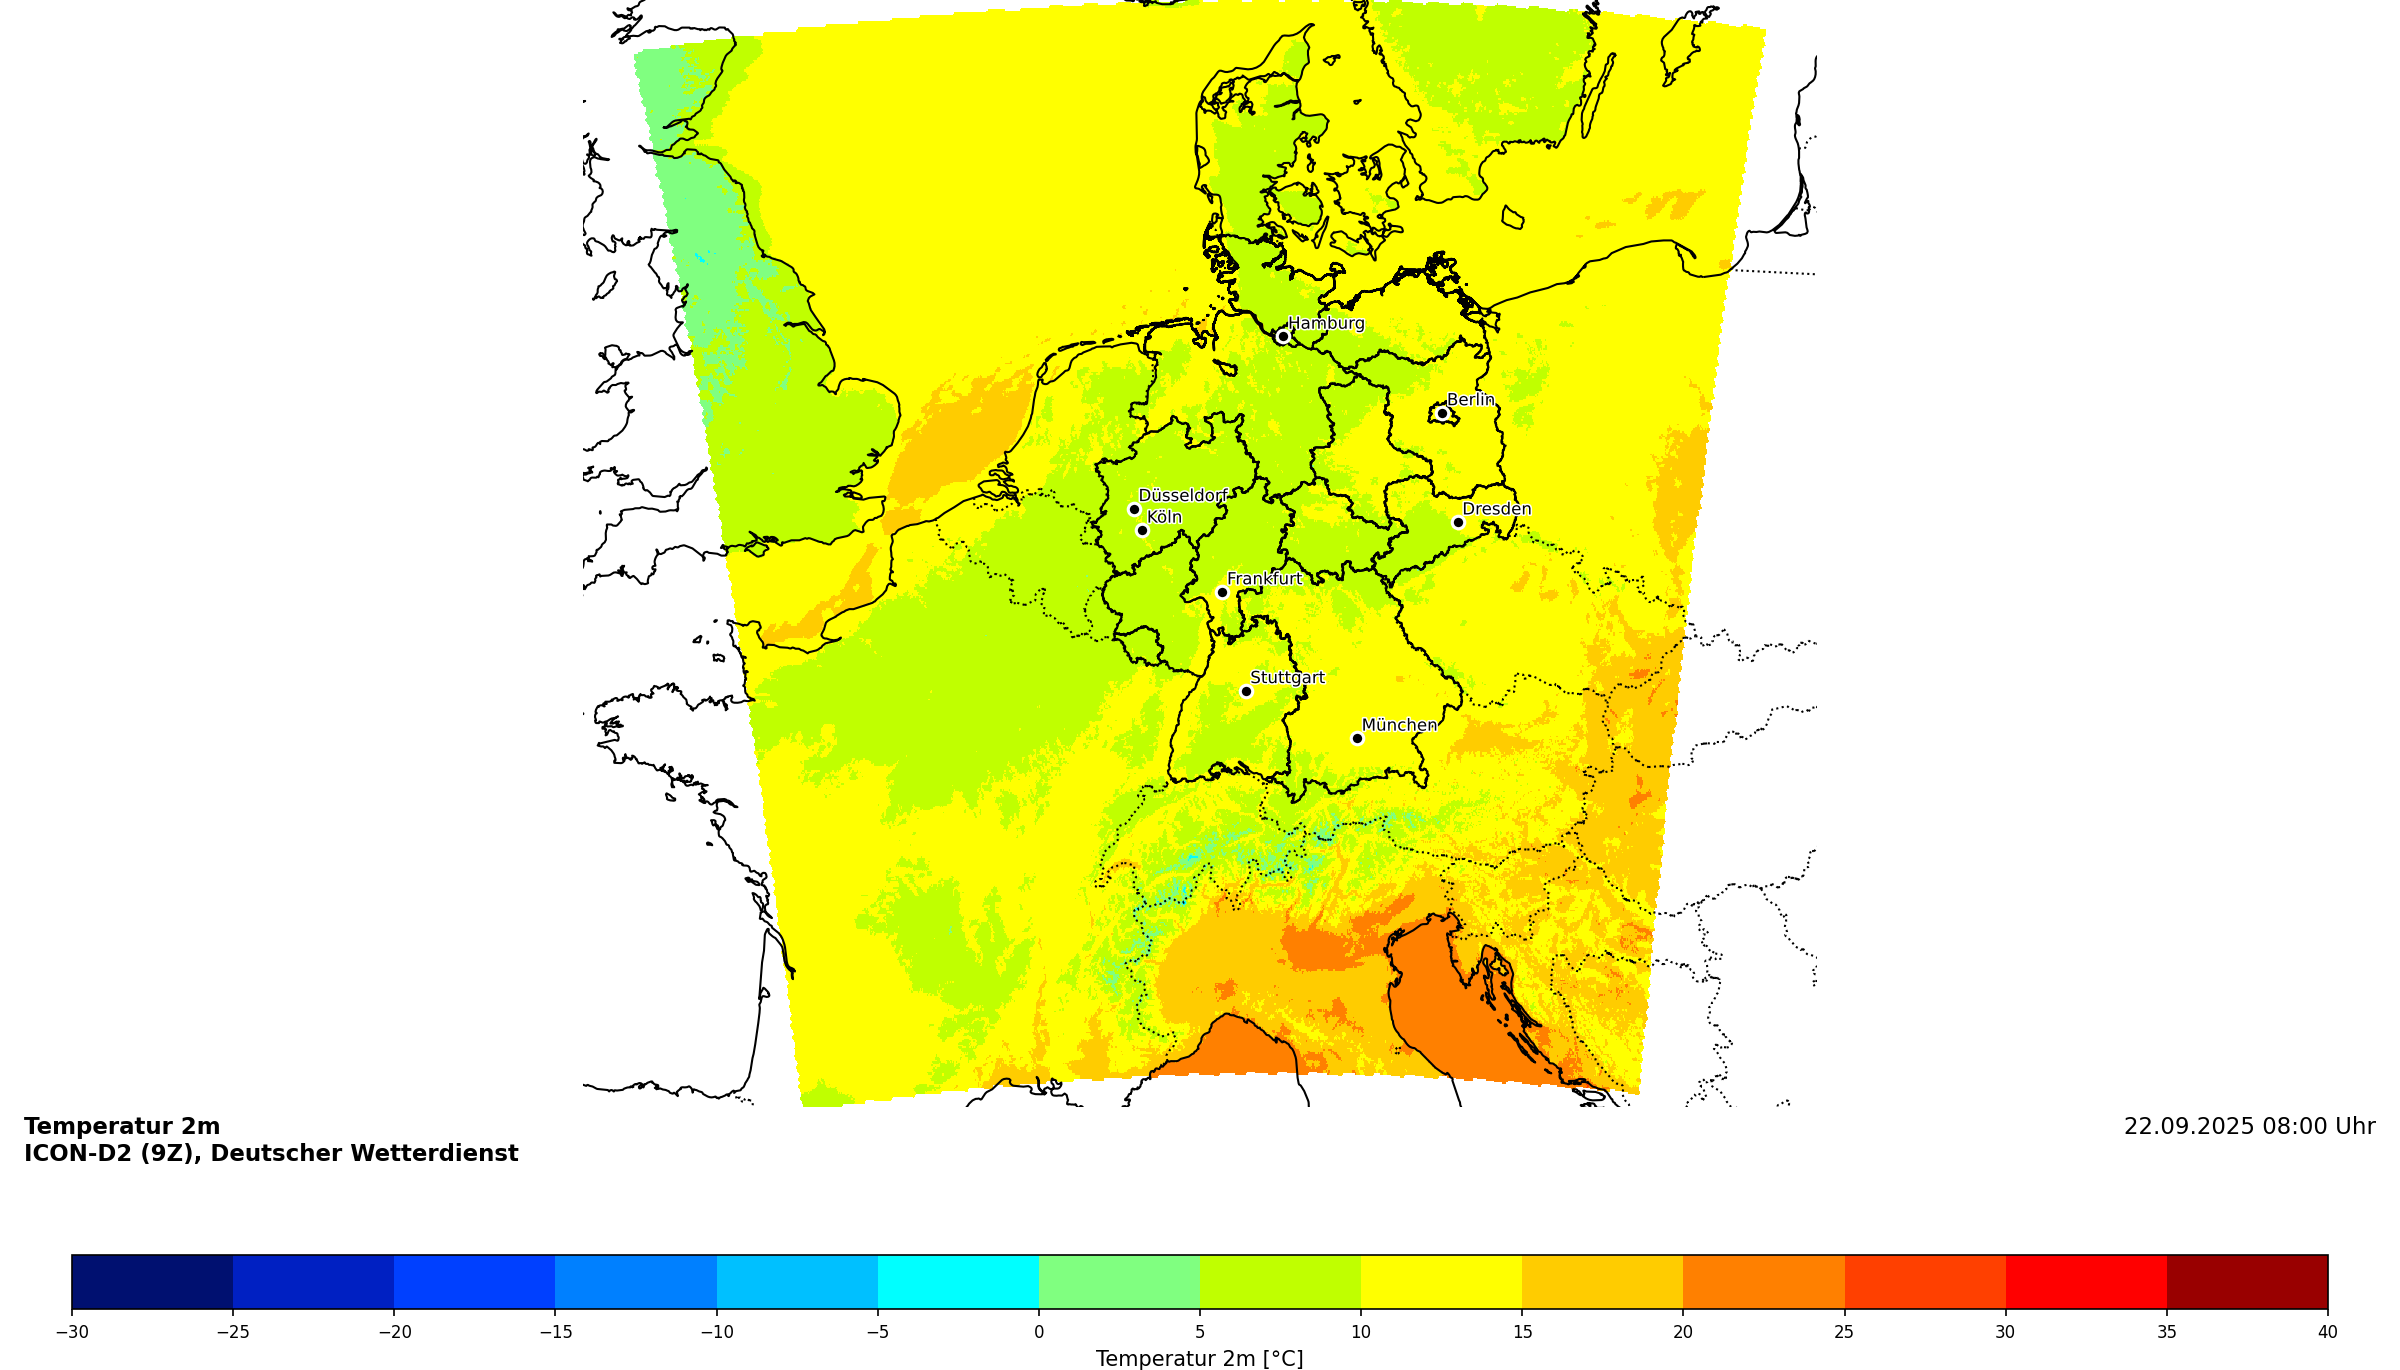 Hamburg
Berlin
Düsseldorf
Köln
Dresden
Frankfurt
Stuttgart
München
Temperatur 2m
ICON-D2 (9Z), Deutscher Wetterdienst
22.09.2025 08:00 Uhr
−30 −25 −20 −15 −10 −5 0 5 10 15 20 25 30 35 40
Temperatur 2m [°C]